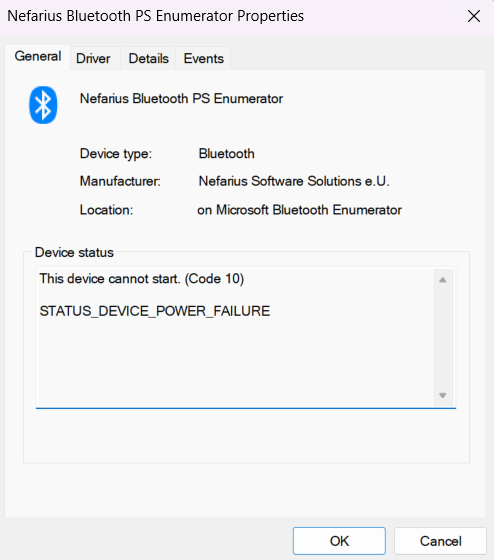 Nefarius Bluetooth PS Enumerator Properties
General Driver Details Events
Nefarius Bluetooth PS Enumerator
Device type: Bluetooth
Manufacturer: Nefarius Software Solutions e.U.
Location: on Microsoft Bluetooth Enumerator
Device status
This device cannot start. (Code 10)
STATUS_DEVICE_POWER_FAILURE
OK Cancel